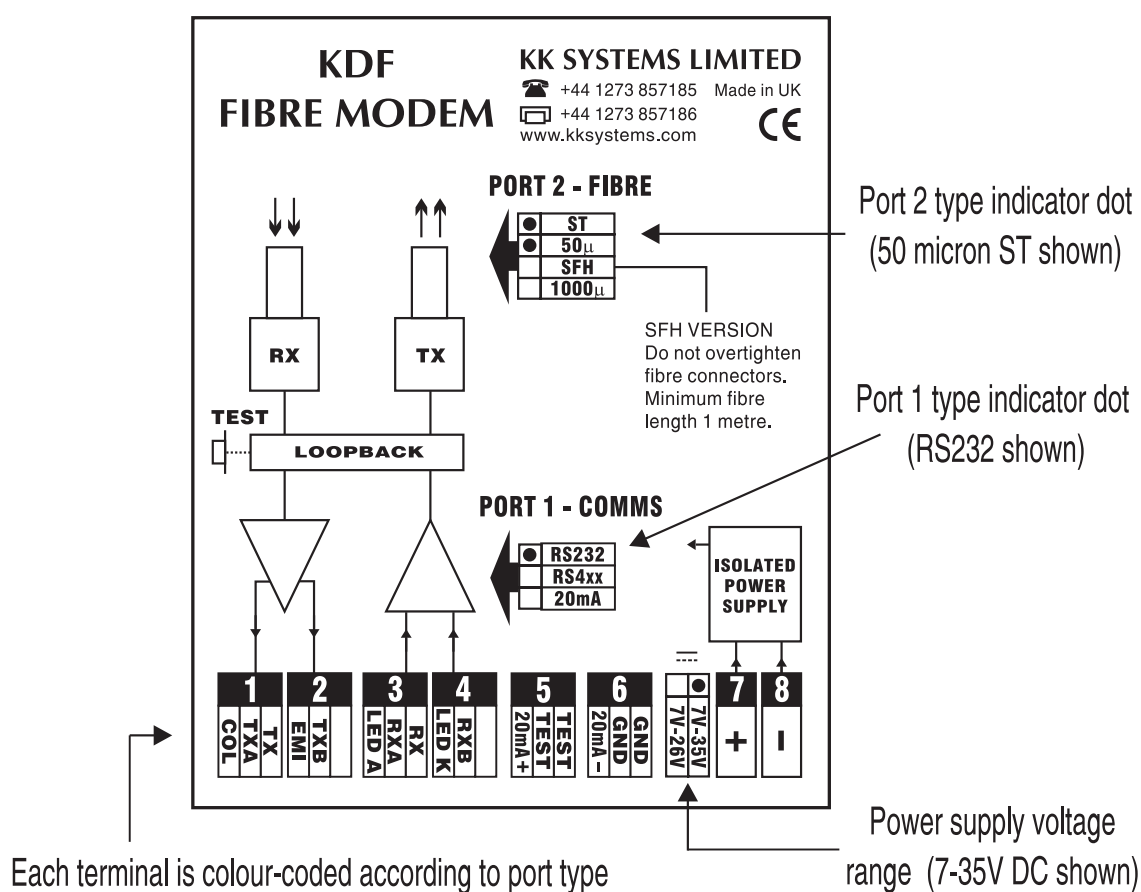 KDF
FIBRE MODEM
KK SYSTEMS LIMITED
+44 1273 857185 Made in UK
+44 1273 857186
www.kksystems.com
CE
PORT 2 - FIBRE
ST
50µ
SFH
1000µ
Port 2 type indicator dot
(50 micron ST shown)
SFH VERSION
Do not overtighten
fibre connectors.
Minimum fibre
length 1 metre.
RX
TX
TEST
LOOPBACK
Port 1 type indicator dot
(RS232 shown)
PORT 1 - COMMS
RS232
RS4xx
20mA
ISOLATED
POWER
SUPPLY
1
COL
TXA
TX
2
EMI
TXB
3
LED A
RXA
RX
4
LED K
RXB
5
20mA+
TEST
TEST
6
20mA-
GND
GND
7V-26V
7V-35V
7
+
8
-
Each terminal is colour-coded according to port type
Power supply voltage
range (7-35V DC shown)